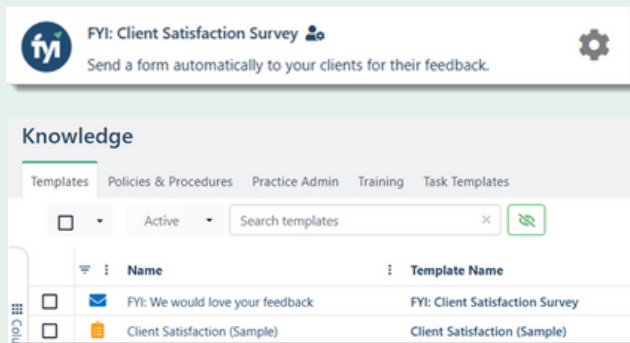 fyi
FYI: Client Satisfaction Survey
Send a form automatically to your clients for their feedback.
Knowledge
Templates Policies & Procedures Practice Admin Training Task Templates
Active Search templates
Name Template Name
FYI: We would love your feedback FYI: Client Satisfaction Survey
Client Satisfaction (Sample) Client Satisfaction (Sample)